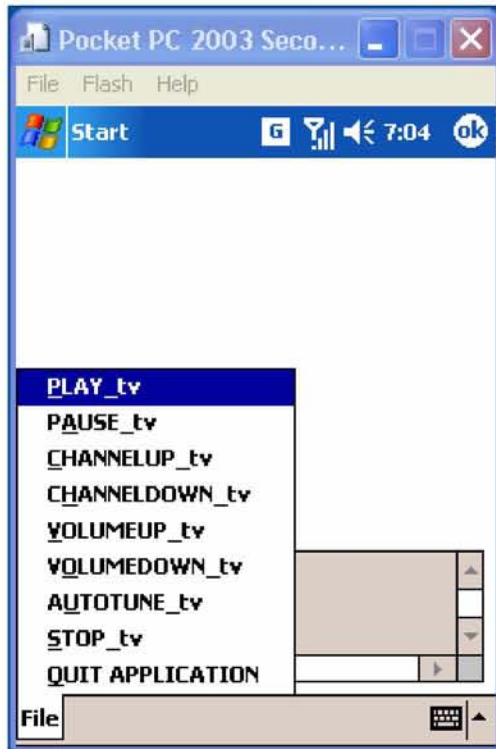 Pocket PC 2003 Seco...
File Flash Help
Start G 7:04 ok
PLAY_tv
PAUSE_tv
CHANNELUP_tv
CHANNELDOWN_tv
VOLUMEUP_tv
VOLUMEDOWN_tv
AUTOTUNE_tv
STOP_tv
QUIT APPLICATION
File